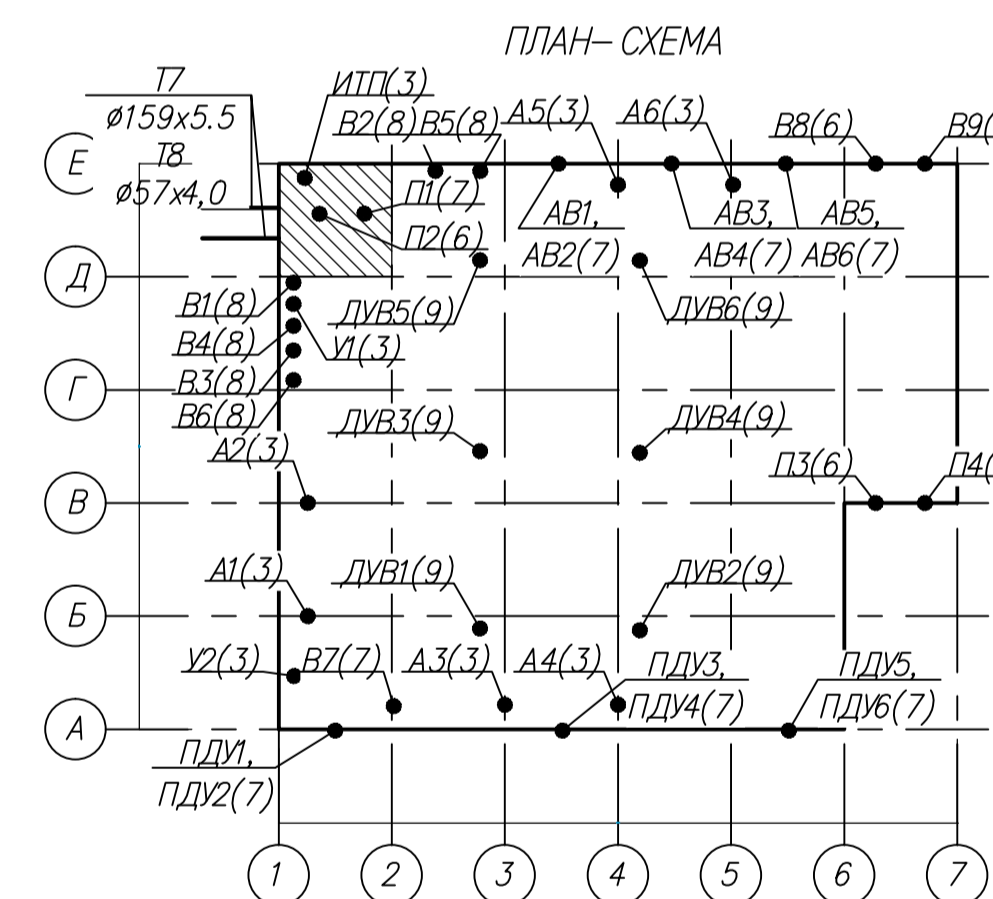 ПЛАН-СХЕМА
Т7
ø159х5.5
Т8
ø57х4,0
ИТП(3)
В2(8) В5(8)
А5(3)
А6(3)
В8(6)
В9(
Е
П1(7)
П2(6)
АВ1,
АВ2(7)
АВ3,
АВ4(7)
АВ5,
АВ6(7)
Д
В1(8)
ДУВ5(9)
ДУВ6(9)
В4(8)
У1(3)
В3(8)
Г
В6(8)
ДУВ3(9)
ДУВ4(9)
А2(3)
П3(6)
П4(
В
А1(3)
ДУВ1(9)
ДУВ2(9)
Б
У2(3)
В7(7)
А3(3)
А4(3)
ПДУ3,
ПДУ4(7)
ПДУ5,
ПДУ6(7)
А
ПДУ1,
ПДУ2(7)
1 2 3 4 5 6 7